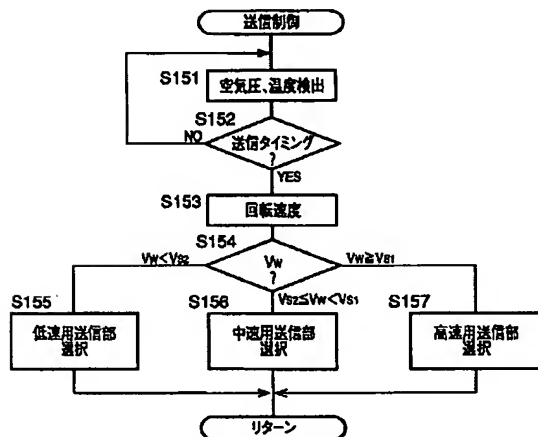 送信制御
S151
空気圧、温度検出
S152
送信タイミング
?
NO
YES
S153
回転速度
S154
VW
?
VW<VS2
VS2≦VW<VS1
VW≧VS1
S155
低速用送信部
選択
S156
中速用送信部
選択
S157
高速用送信部
選択
リターン